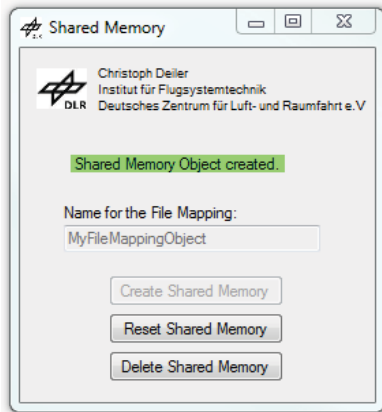 Shared Memory
Christoph Deiler
Institut für Flugsystemtechnik
DLR Deutsches Zentrum für Luft- und Raumfahrt e.V
Shared Memory Object created.
Name for the File Mapping:
MyFileMappingObject
Create Shared Memory
Reset Shared Memory
Delete Shared Memory